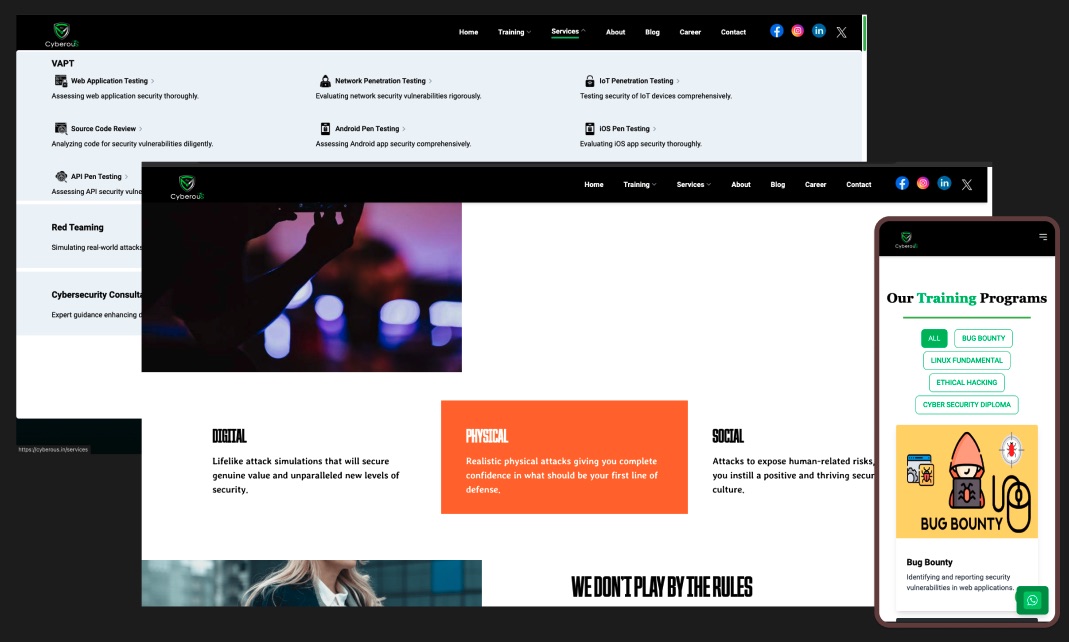 Cyberous
Home Training Services About Blog Career Contact
VAPT
Web Application Testing >
Assessing web application security thoroughly.
Network Penetration Testing >
Evaluating network security vulnerabilities rigorously.
IoT Penetration Testing >
Testing security of IoT devices comprehensively.
Source Code Review >
Analyzing code for security vulnerabilities diligently.
Android Pen Testing >
Assessing Android app security comprehensively.
iOS Pen Testing >
Evaluating iOS app security thoroughly.
API Pen Testing >
Assessing API security vulne
Red Teaming
Simulating real-world attacks
Cybersecurity Consulta
Expert guidance enhancing d
https://cyberous.in/services
Cyberous
Home Training Services About Blog Career Contact
DIGITAL
Lifelike attack simulations that will secure
genuine value and unparalleled new levels of
security.
PHYSICAL
Realistic physical attacks giving you complete
confidence in what should be your first line of
defense.
SOCIAL
Attacks to expose human-related risks,
you instill a positive and thriving secur
culture.
WE DON'T PLAY BY THE RULES
Cyberous
Our Training Programs
ALL BUG BOUNTY
LINUX FUNDAMENTAL
ETHICAL HACKING
CYBER SECURITY DIPLOMA
BUG BOUNTY
Bug Bounty
Identifying and reporting security
vulnerabilities in web applications.